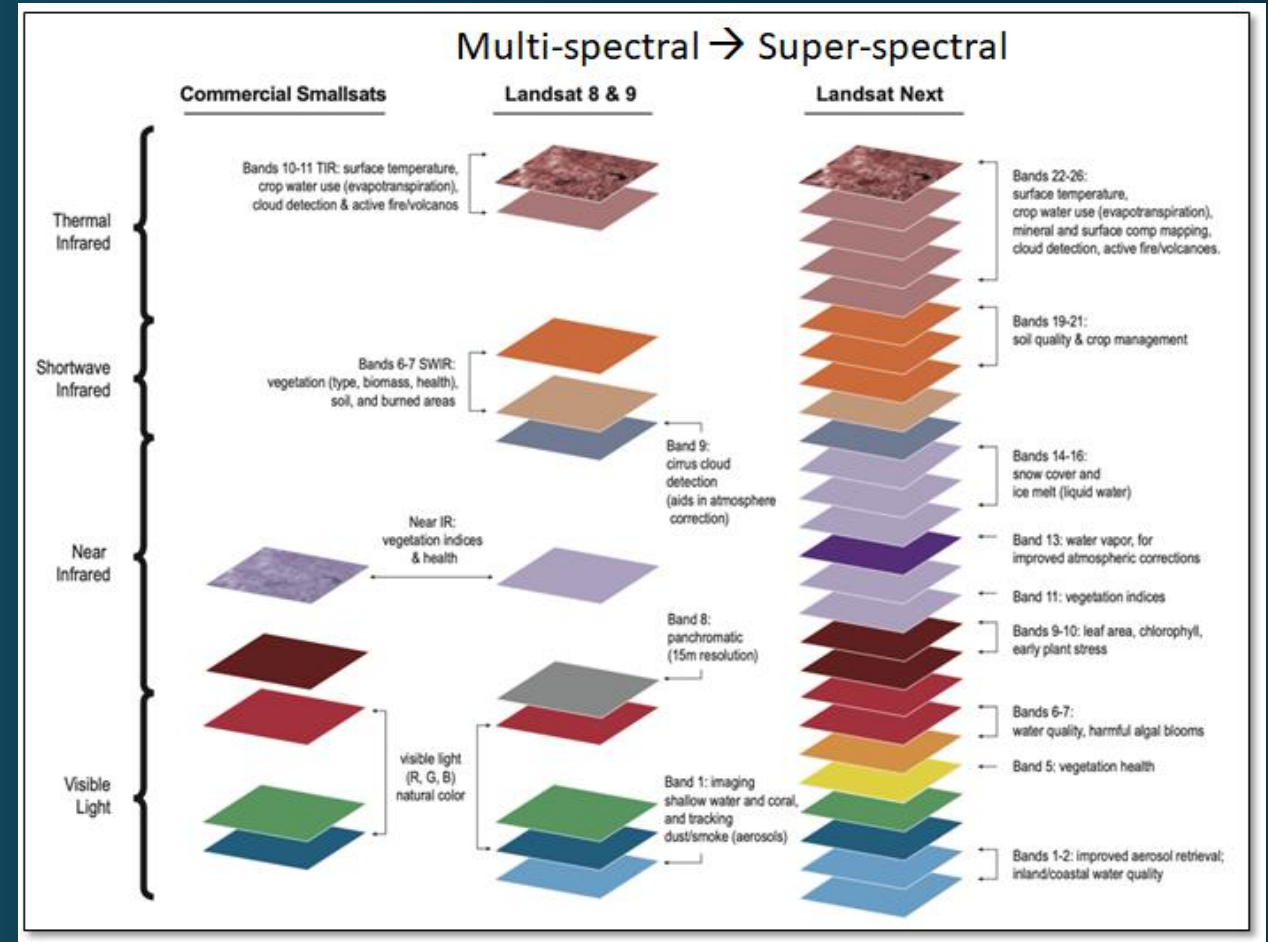 Multi-spectral → Super-spectral
Commercial Smallsats
Landsat 8 & 9
Landsat Next
Thermal
Infrared
Shortwave
Infrared
Near
Infrared
Visible
Light
Near IR:
vegetation indices
& health
visible light
(R, G, B)
natural color
Bands 10-11 TIR: surface temperature,
crop water use (evapotranspiration),
cloud detection & active fire/volcanos
Bands 6-7 SWIR:
vegetation (type, biomass, health),
soil, and burned areas
Band 9:
cirrus cloud
detection
(aids in atmosphere
correction)
Band 8:
panchromatic
(15m resolution)
Band 1: imaging
shallow water and coral,
and tracking
dust/smoke (aerosols)
Bands 22-26:
surface temperature,
crop water use (evapotranspiration),
mineral and surface comp mapping,
cloud detection, active fire/volcanoes.
Bands 19-21:
soil quality & crop management
Bands 14-16:
snow cover and
ice melt (liquid water)
Band 13: water vapor, for
improved atmospheric corrections
Band 11: vegetation indices
Bands 9-10: leaf area, chlorophyll,
early plant stress
Bands 6-7:
water quality, harmful algal blooms
Band 5: vegetation health
Bands 1-2: improved aerosol retrieval;
inland/coastal water quality